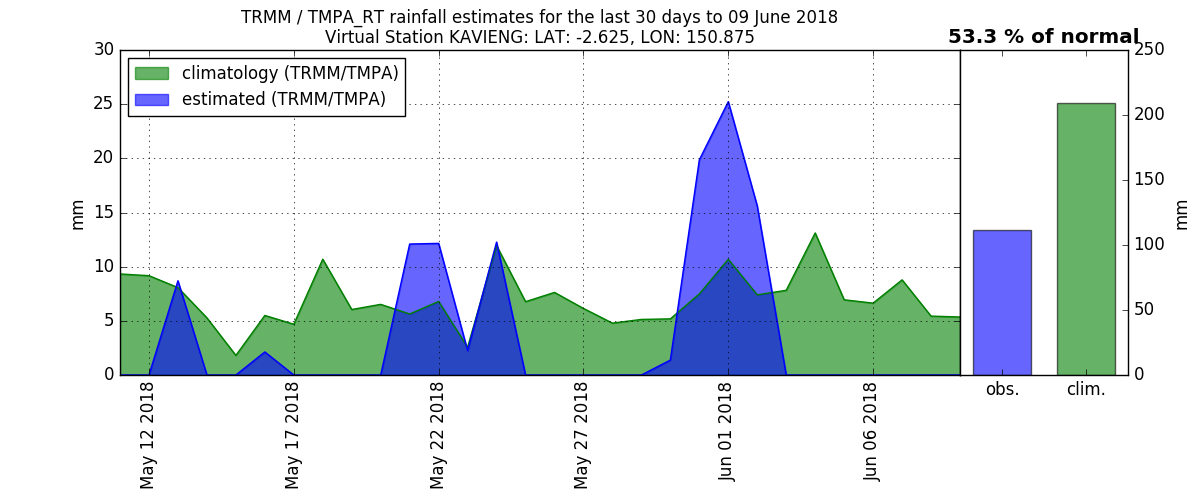 TRMM / TMPA_RT rainfall estimates for the last 30 days to 09 June 2018
Virtual Station KAVIENG: LAT: -2.625, LON: 150.875
53.3 % of normal
climatology (TRMM/TMPA)
estimated (TRMM/TMPA)
mm
30
25
20
15
10
5
0
May 12 2018
May 17 2018
May 22 2018
May 27 2018
Jun 01 2018
Jun 06 2018
obs.
clim.
250
200
150
100
50
0
mm